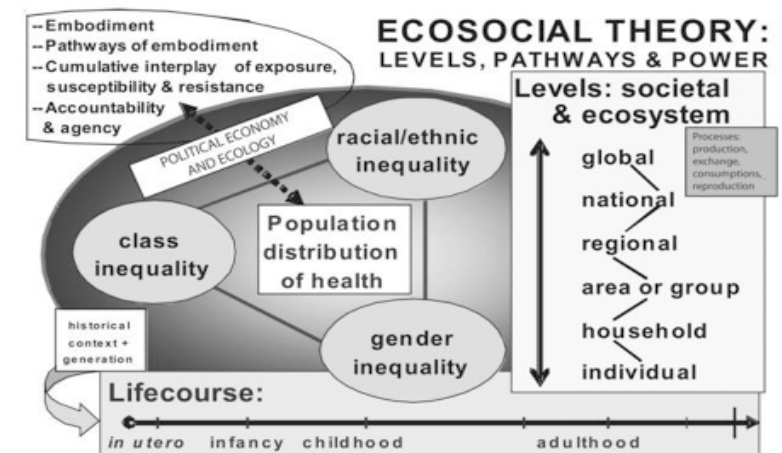 --Embodiment
--Pathways of embodiment
--Cumulative interplay of exposure,
susceptibility & resistance
--Accountability
& agency
ECOSOCIAL THEORY:
LEVELS, PATHWAYS & POWER
POLITICAL ECONOMY
AND ECOLOGY
racial/ethnic
inequality
class
inequality
Population
distribution
of health
gender
inequality
Levels: societal
& ecosystem
Processes:
production,
exchange,
consumptions,
reproduction
global
national
regional
area or group
household
individual
historical
context +
generation
Lifecourse:
in utero infancy childhood adulthood